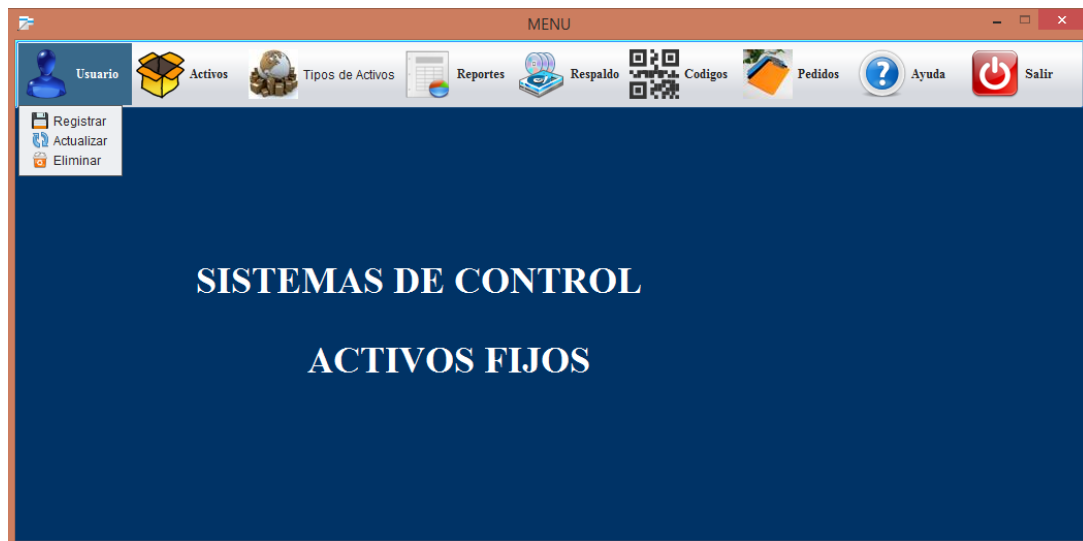 MENU
Usuario Activos Tipos de Activos Reportes Respaldo Codigos Pedidos Ayuda Salir
Registrar
Actualizar
Eliminar
SISTEMAS DE CONTROL
ACTIVOS FIJOS